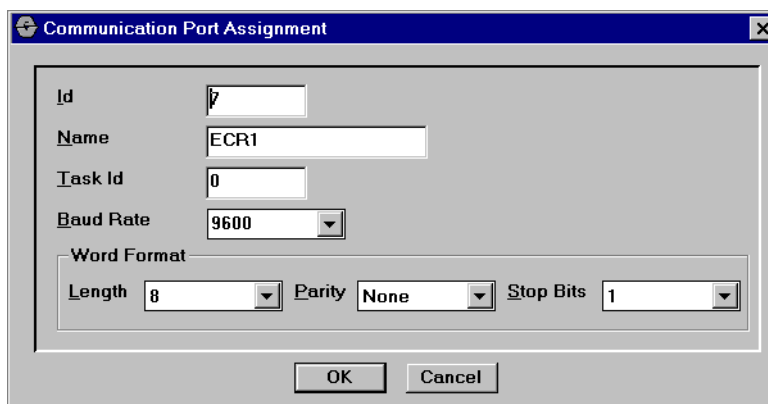 Communication Port Assignment
Id 7
Name ECR1
Task Id 0
Baud Rate 9600
Word Format
Length 8 Parity None Stop Bits 1
OK Cancel